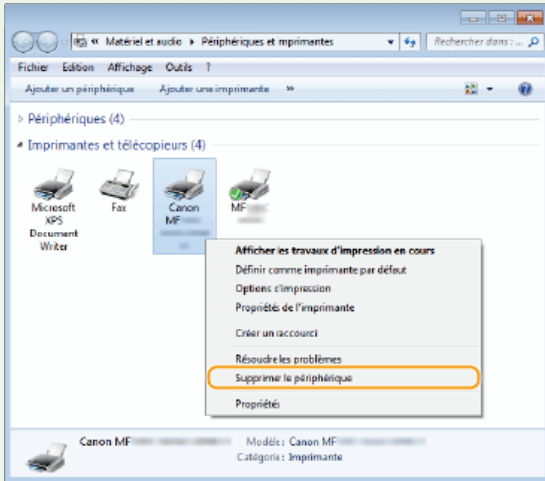 « Matériel et audio ▸ Périphériques et mprimantes
Rechercher dans : ...
Fichier Edition Affichage Outils ?
Ajouter un périphérique Ajouter une imprimante »
Périphériques (4)
Imprimantes et télécopieurs (4)
Microsoft XPS Document Writer
Fax
Canon MF
MF
Afficher les travaux d'impression en cours
Définir comme imprimante par défaut
Options d'impression
Propriétés de l'imprimante
Créer un raccourci
Résoudre les problèmes
Supprimer le périphérique
Propriétés
Canon MF Modèle : Canon MF
Catégorie : Imprimante